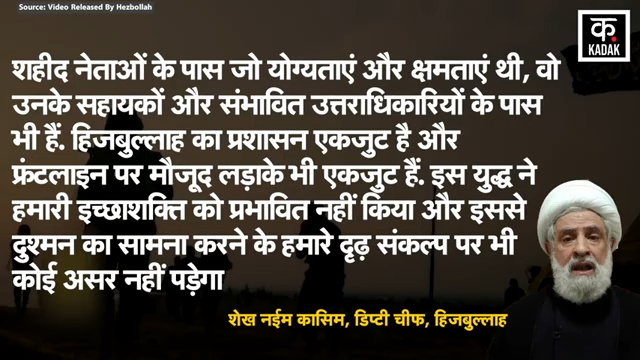 Source: Video Released By Hezbollah
क
KADAK
शहीद नेताओं के पास जो योग्यताएं और क्षमताएं थी, वो
उनके सहायकों और संभावित उत्तराधिकारियों के पास
भी हैं. हिजबुल्लाह का प्रशासन एकजुट है और
फ्रंटलाइन पर मौजूद लड़ाके भी एकजुट हैं. इस युद्ध ने
हमारी इच्छाशक्ति को प्रभावित नहीं किया और इससे
दुश्मन का सामना करने के हमारे दृढ़ संकल्प पर भी
कोई असर नहीं पड़ेगा
शेख नईम कासिम, डिप्टी चीफ, हिजबुल्लाह